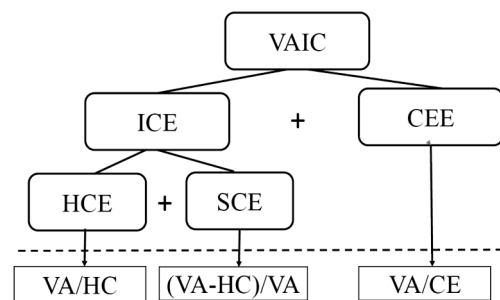 VAIC
ICE + CEE
HCE + SCE
VA/HC (VA-HC)/VA VA/CE